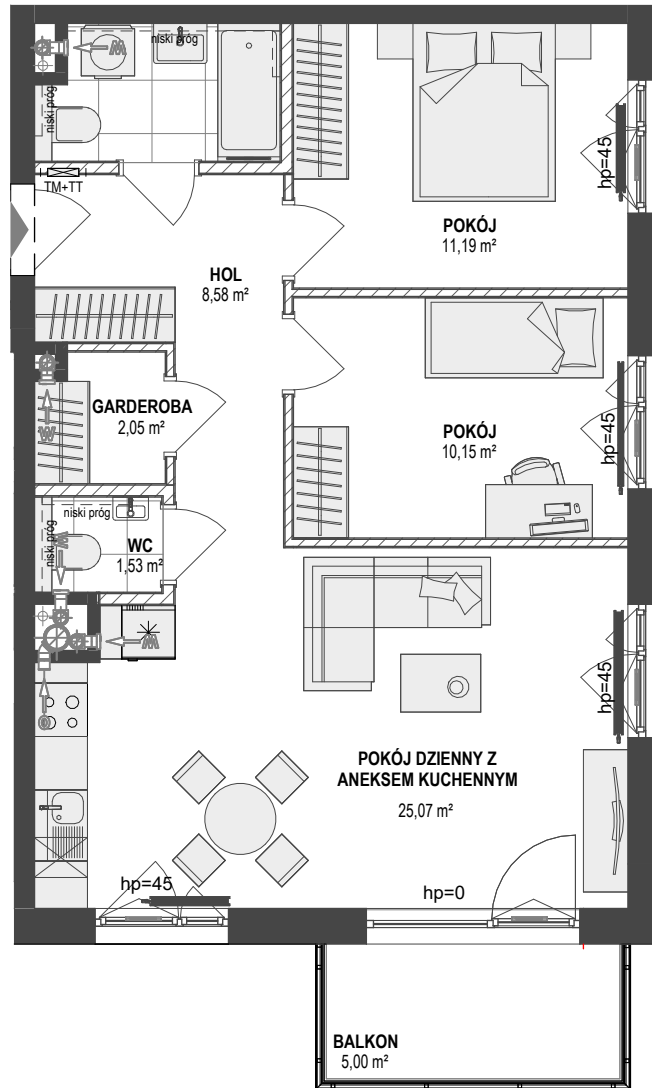 niski próg
niski próg
TM+TT
hp=45
POKÓJ
11,19 m²
HOL
8,58 m²
GARDEROBA
2,05 m²
W
W
POKÓJ
10,15 m²
hp=45
niski próg
niski próg
WC
1,53 m²
W
W
O
hp=45
POKÓJ DZIENNY Z
ANEKSEM KUCHENNYM
25,07 m²
hp=45
hp=0
BALKON
5,00 m²